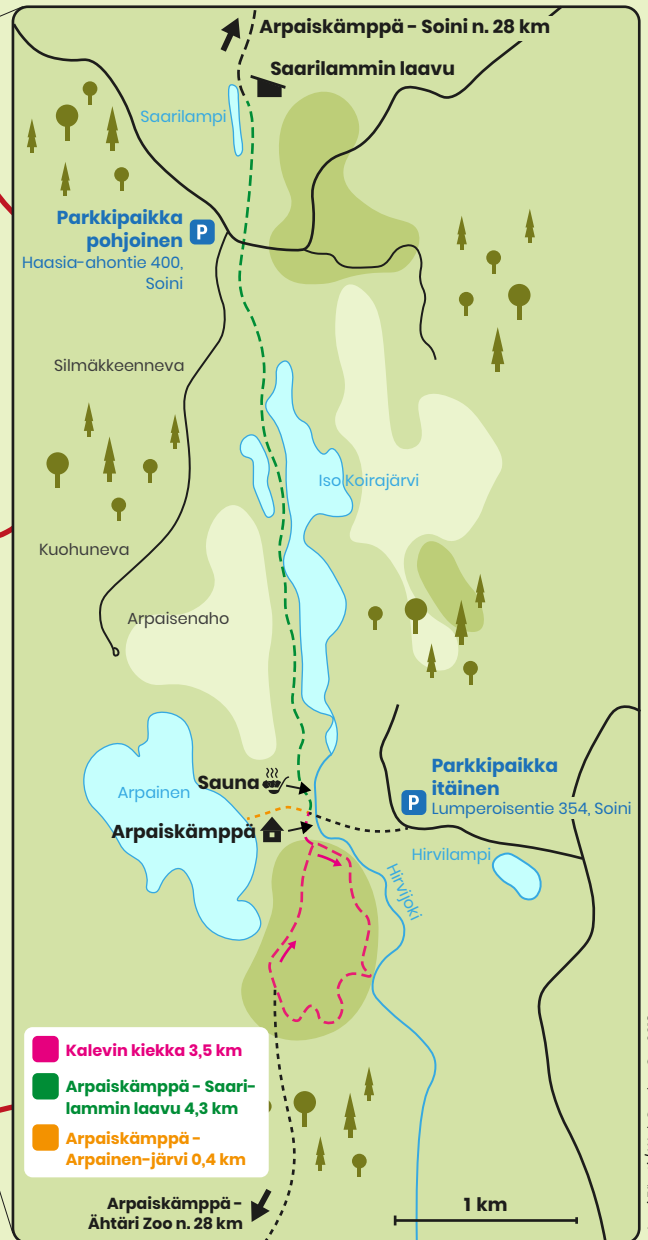 Arpaiskämppä - Soini n. 28 km
Saarilammin laavu
Saarilampi
Parkkipaikka
pohjoinen
P
Haasia-ahontie 400,
Soini
Silmäkkeenneva
Iso Koirajärvi
Kuohuneva
Arpaisenaho
Parkkipaikka
itäinen
P
Lumperoisentie 354, Soini
Sauna
Arpainen
Arpaiskämppä
Hirvilampi
Hirvijoki
Kalevin kiekka 3,5 km
Arpaiskämppä - Saari-
lammin laavu 4,3 km
Arpaiskämppä -
Arpainen-järvi 0,4 km
Arpaiskämppä -
Ähtäri Zoo n. 28 km
1 km